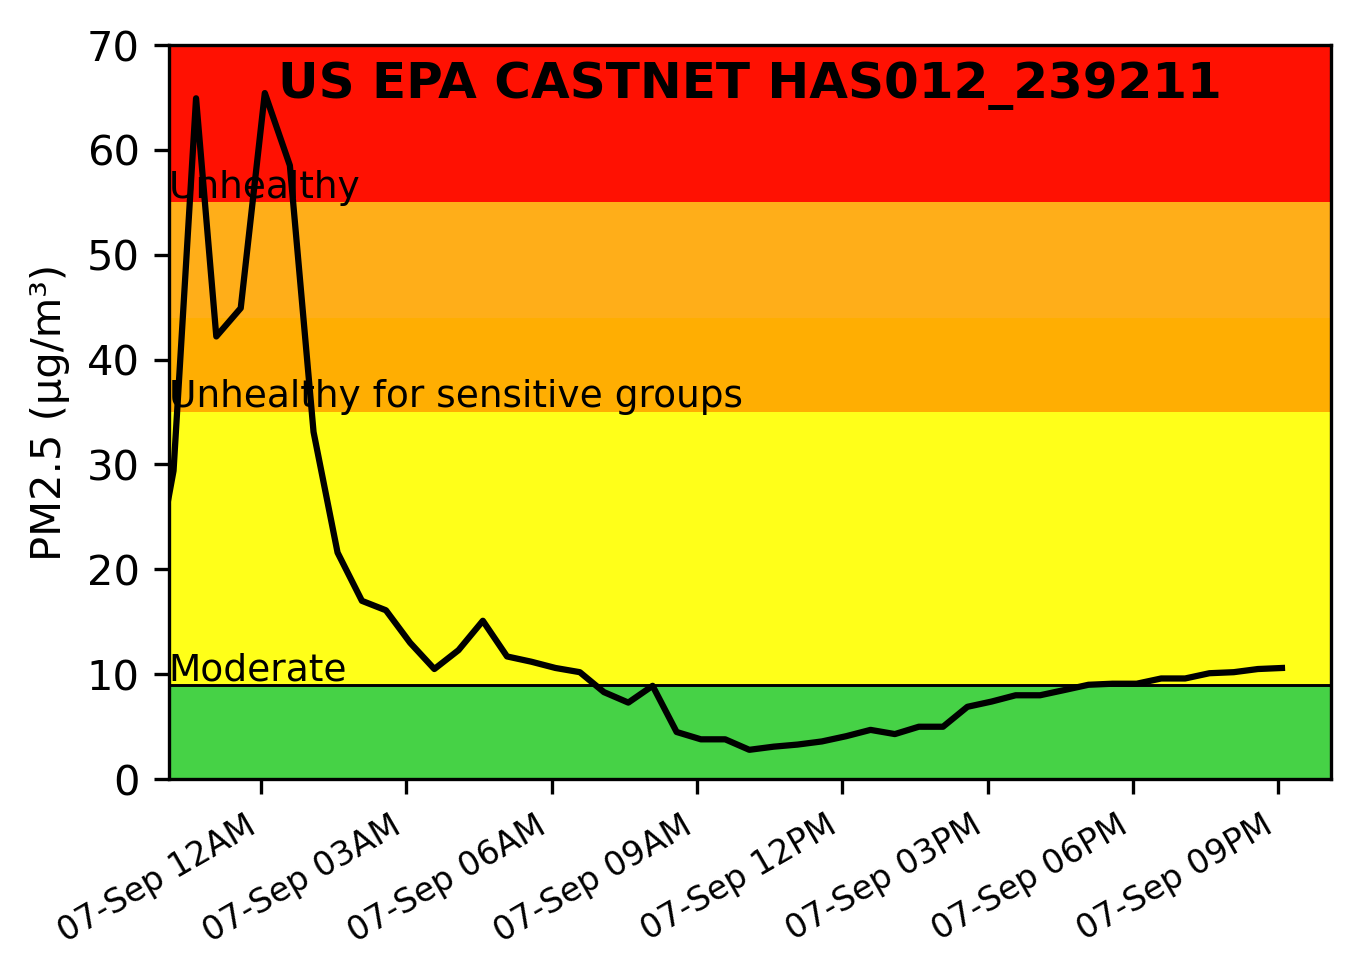 US EPA CASTNET HAS012_239211
PM2.5 (µg/m³)
70
60
50
40
30
20
10
0
Unhealthy
Unhealthy for sensitive groups
Moderate
07-Sep 12AM
07-Sep 03AM
07-Sep 06AM
07-Sep 09AM
07-Sep 12PM
07-Sep 03PM
07-Sep 06PM
07-Sep 09PM